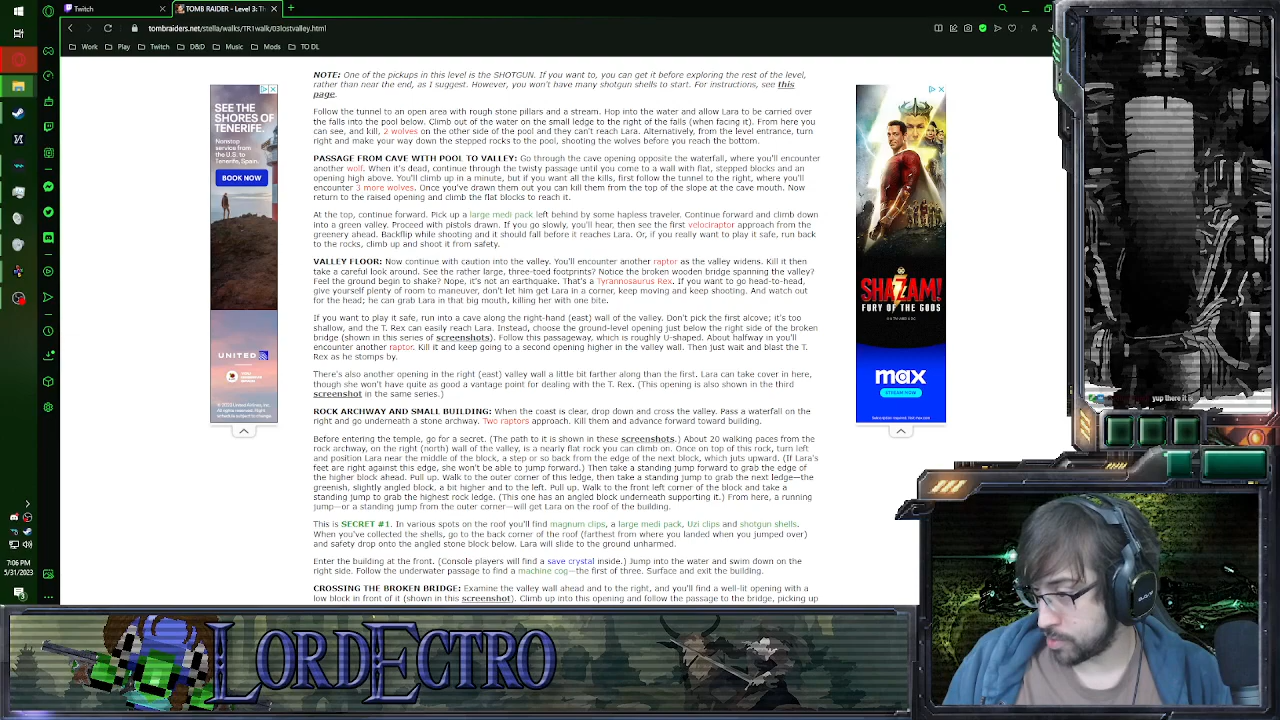 Twitch
TOMB RAIDER - Level 3: Th
tombraiders.net/stella/walks/TR1walk/03lostvalley.html
Work Play Twitch D&D Music Mods TO DL
NOTE: One of the pickups in this level is the SHOTGUN. If you want to, you can get it before exploring the rest of the level,
rather than near the end, as I suggest. However, you won't have many shotgun shells to start. For instructions, see this
page.
Follow the tunnel to an open area with rough stone pillars and a stream. Hop into the water and allow Lara to be carried over
the falls into the pool below. Climb out of the water on the small ledge to the right of the falls (when facing it). From here you
can see, and kill, 2 wolves on the other side of the pool and they can't reach Lara. Alternatively, from the level entrance, turn
right and make your way down the stepped rocks to the pool, shooting the wolves before you reach the bottom.
PASSAGE FROM CAVE WITH POOL TO VALLEY: Go through the cave opening opposite the waterfall, where you'll encounter
another wolf. When it's dead, continue through the twisty passage until you come to a wall with flat, stepped blocks and an
opening high above. You'll climb up in a minute, but if you want all the kills, first follow the tunnel to the right, where you'll
encounter 3 more wolves. Once you've drawn them out you can kill them from the top of the slope at the cave mouth. Now
return to the raised opening and climb the flat blocks to reach it.
At the top, continue forward. Pick up a large medi pack left behind by some hapless traveler. Continue forward and climb down
into a green valley. Proceed with pistols drawn. If you go slowly, you'll hear, then see the first velociraptor approach from the
greenery ahead. Backflip while shooting and it should fall before it reaches Lara. Or, if you really want to play it safe, run back
to the rocks, climb up and shoot it from safety.
VALLEY FLOOR: Now continue with caution into the valley. You'll encounter another raptor as the valley widens. Kill it then
take a careful look around. See the rather large, three-toed footprints? Notice the broken wooden bridge spanning the valley?
Feel the ground begin to shake? Nope, it's not an earthquake. That's a Tyrannosaurus Rex. If you want to go head-to-head,
give yourself plenty of room to maneuver, don't let him get Lara in a corner, keep moving and keep shooting. And watch out
for the head; he can grab Lara in that big mouth, killing her with one bite.
If you want to play it safe, run into a cave along the right-hand (east) wall of the valley. Don't pick the first alcove; it's too
shallow, and the T. Rex can easily reach Lara. Instead, choose the ground-level opening just below the right side of the broken
bridge (shown in this series of screenshots). Follow this passageway, which is roughly U-shaped. About halfway in you'll
encounter another raptor. Kill it and keep going to a second opening higher in the valley wall. Then just wait and blast the T.
Rex as he stomps by.
There's also another opening in the right (east) valley wall a little bit farther along than the first. Lara can take cover in here,
though she won't have quite as good a vantage point for dealing with the T. Rex. (This opening is also shown in the third
screenshot in the same series.)
ROCK ARCHWAY AND SMALL BUILDING: When the coast is clear, drop down and cross the valley. Pass a waterfall on the
right and go underneath a stone archway. Two raptors approach. Kill them and advance toward building.
Before entering the temple, go for a secret. (The path to it is shown in these screenshots.) About 20 walking paces from the
rock archway, on the right (north) wall of the valley, is a nearly flat rock you can climb on. Once on top of this rock, turn left
and position Lara near the middle of the block, a step or so back from the edge of the next block, which juts upward. (If Lara's
feet are right against this edge, she won't be able to jump forward.) Then take a standing jump forward to grab the edge of
the higher block ahead. Pull up. Walk to the outer corner of this ledge, then take a standing jump to grab the next ledge—the
greenish, slightly angled block, a bit higher and to the left. Pull up. Walk to the front left corner of the block and take a
standing jump to grab the highest rock ledge. (This one has an angled block underneath supporting it.) From here, a running
jump (with a takeoff from the outer corner) will get Lara on the roof of the building.
This is SECRET #1. In various spots on the roof you'll find magnum clips, a large medi pack, Uzi clips and shotgun shells.
When you've collected the shells, go to the back corner of the roof (farthest from where you landed when you jumped over)
and safety drop onto the angled stone block below. Lara will slide to the ground unharmed.
Enter the building at the front. (Console players will find a save crystal inside.) Jump into the water and swim down on the
right side. Follow the underwater passage to find a machine cog—the first of three. Surface and exit the building.
CROSSING THE BROKEN BRIDGE: Examine the valley wall ahead and to the right, and you'll find a well-lit opening with a
low block in front of it (shown in this screenshot). Climb up into this opening and follow the passage to the bridge, picking up
SEE THE
SHORES OF
TENERIFE.
Nonstop
service from
the U.S. to
Tenerife, Spain.
BOOK NOW
UNITED
SHAZAM!
FURY OF THE GODS
max
STREAM NOW
yup there it is
7:06 PM
5/31/2023
LORDECTRO